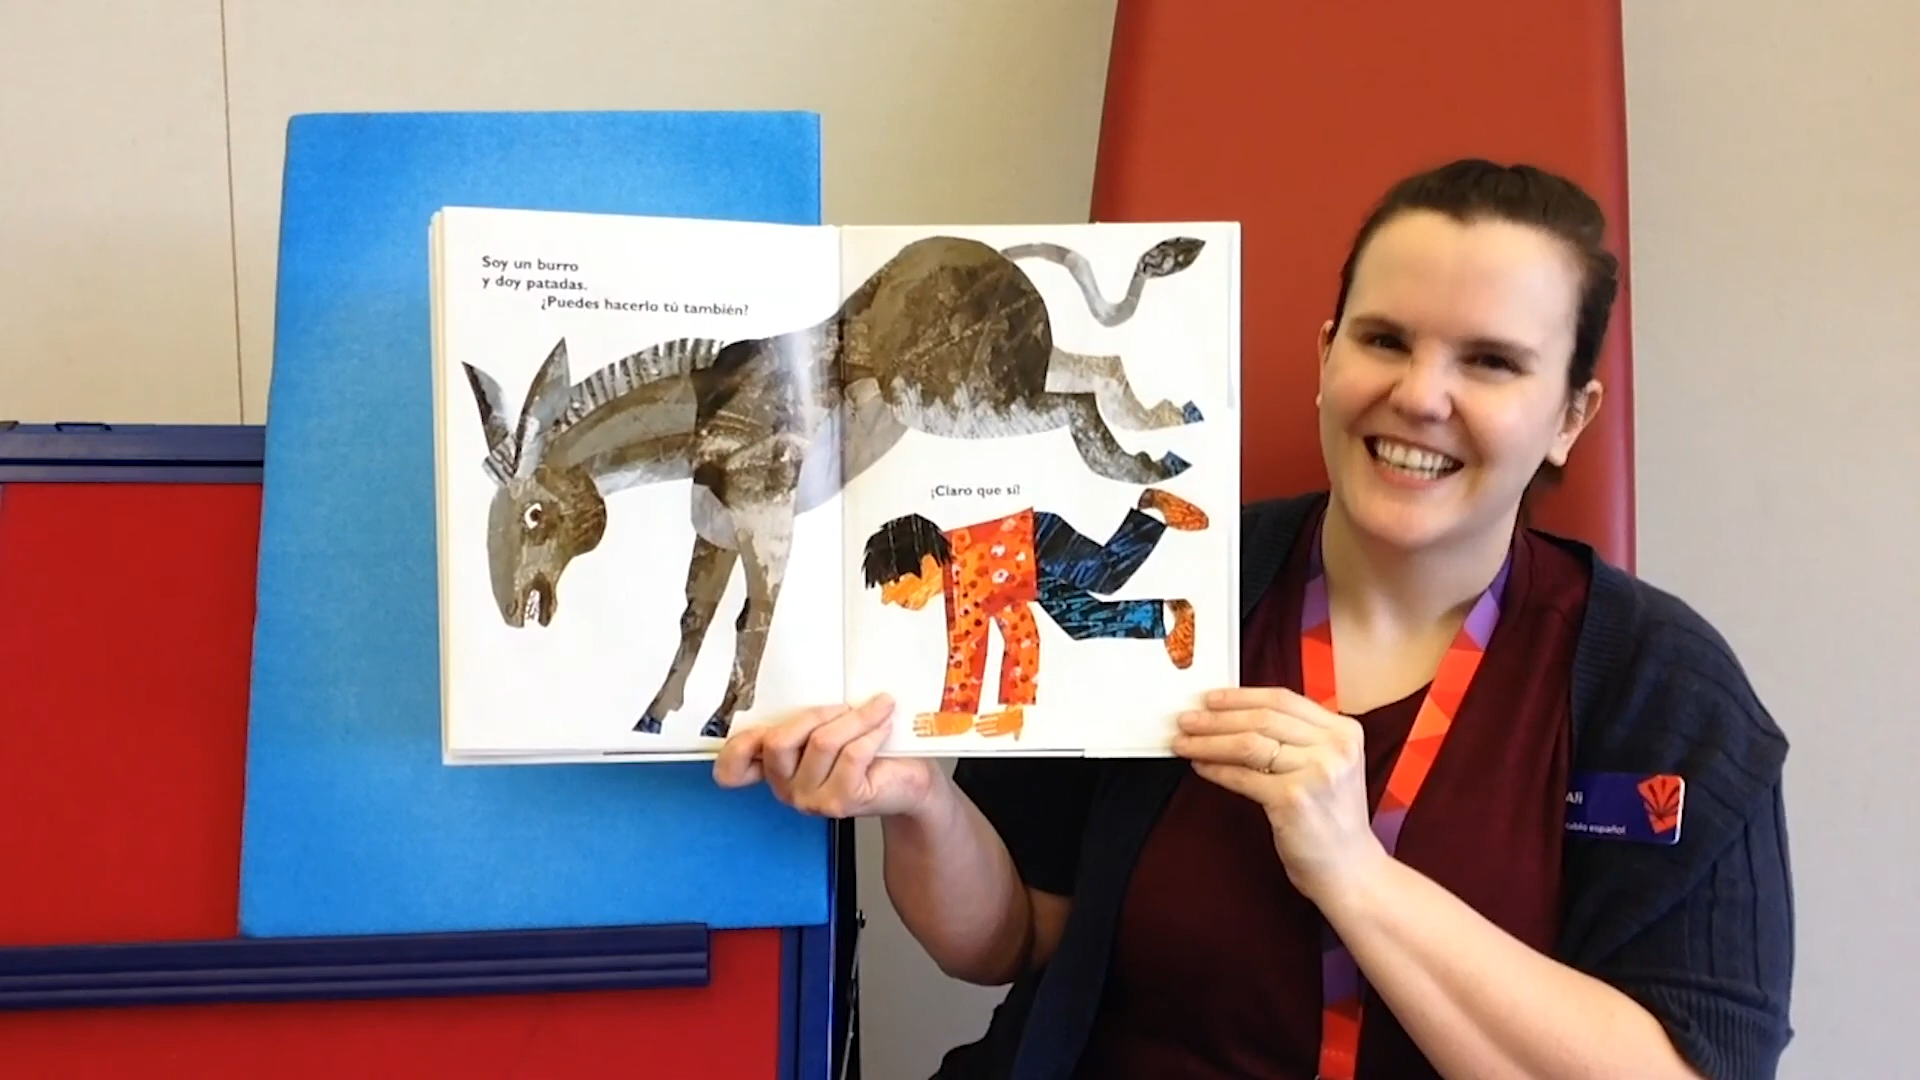 Soy un burro
y doy patadas.
¿Puedes hacerlo tú también?
¡Claro que sí!
Ali
hablo español